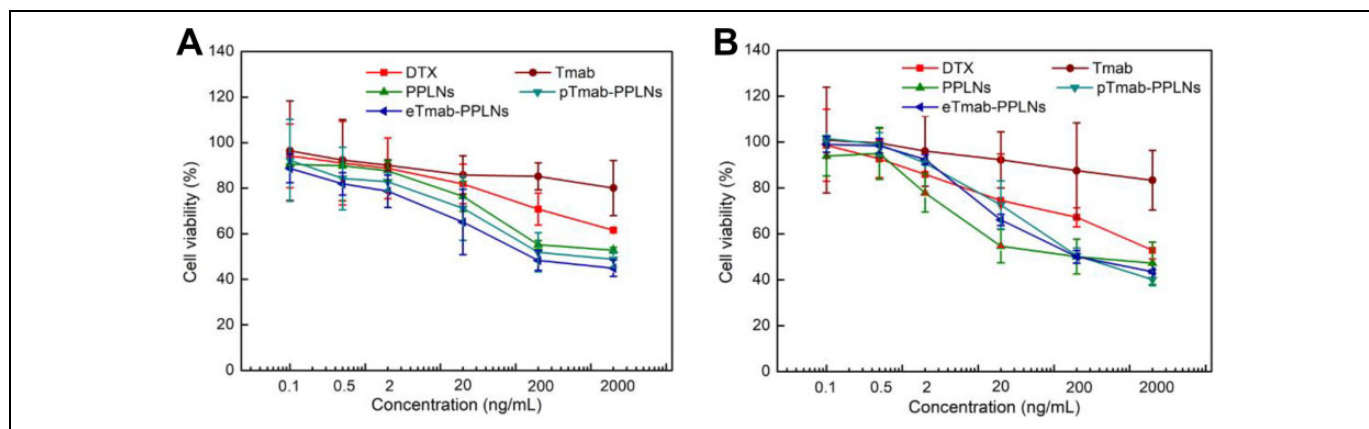 A
140
120
100
80
60
40
20
0
Cell viability (%)
DTX
Tmab
PPLNs
pTmab-PPLNs
eTmab-PPLNs
0.1 0.5 2 20 200 2000
Concentration (ng/mL)
B
140
120
100
80
60
40
20
0
Cell viability (%)
DTX
Tmab
PPLNs
pTmab-PPLNs
eTmab-PPLNs
0.1 0.5 2 20 200 2000
Concentration (ng/mL)